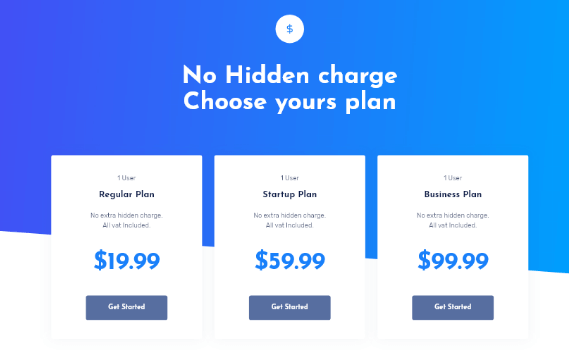 $
No Hidden charge
Choose yours plan
1 User
Regular Plan
No extra hidden charge.
All vat Included.
$19.99
Get Started
1 User
Startup Plan
No extra hidden charge.
All vat Included.
$59.99
Get Started
1 User
Business Plan
No extra hidden charge.
All vat Included.
$99.99
Get Started